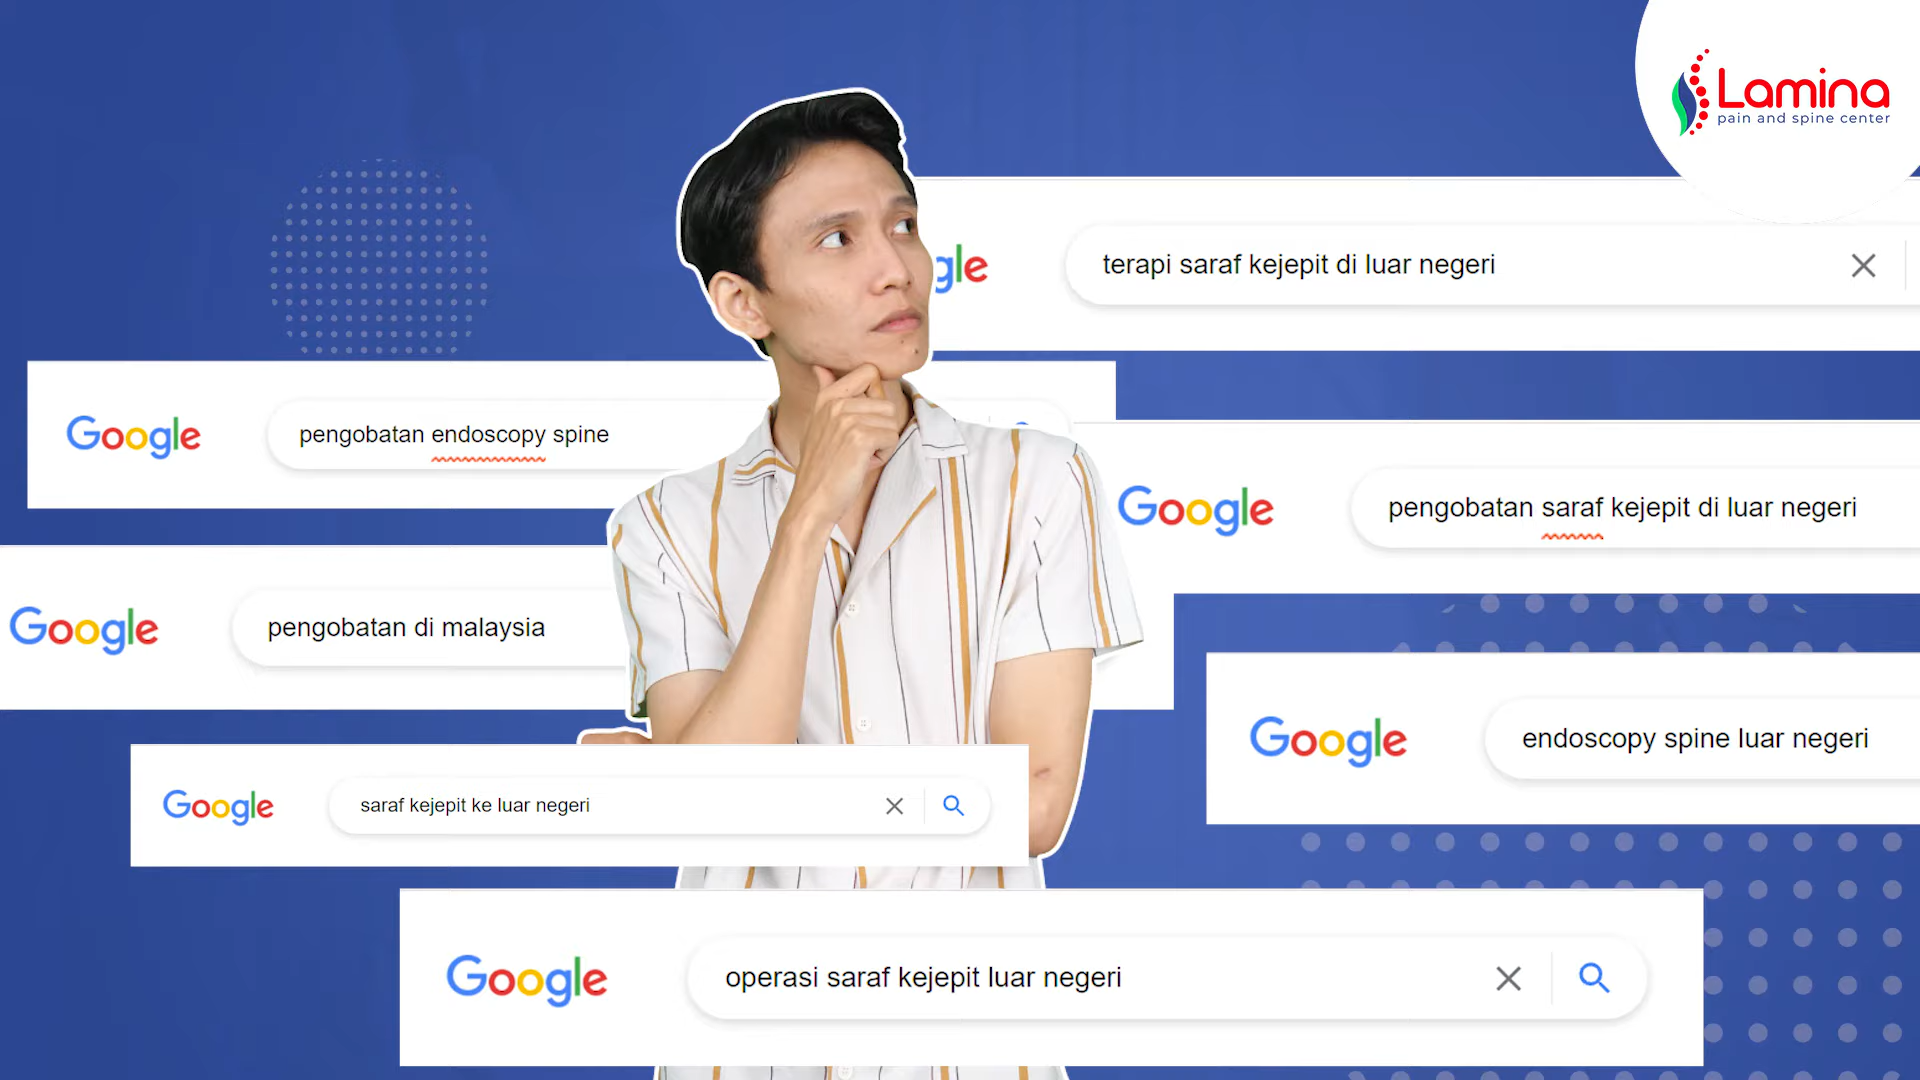 Lamina
pain and spine center
gle
terapi saraf kejepit di luar negeri
Google
pengobatan endoscopy spine
Google
pengobatan saraf kejepit di luar negeri
Google
pengobatan di malaysia
Google
endoscopy spine luar negeri
Google
saraf kejepit ke luar negeri
Google
operasi saraf kejepit luar negeri